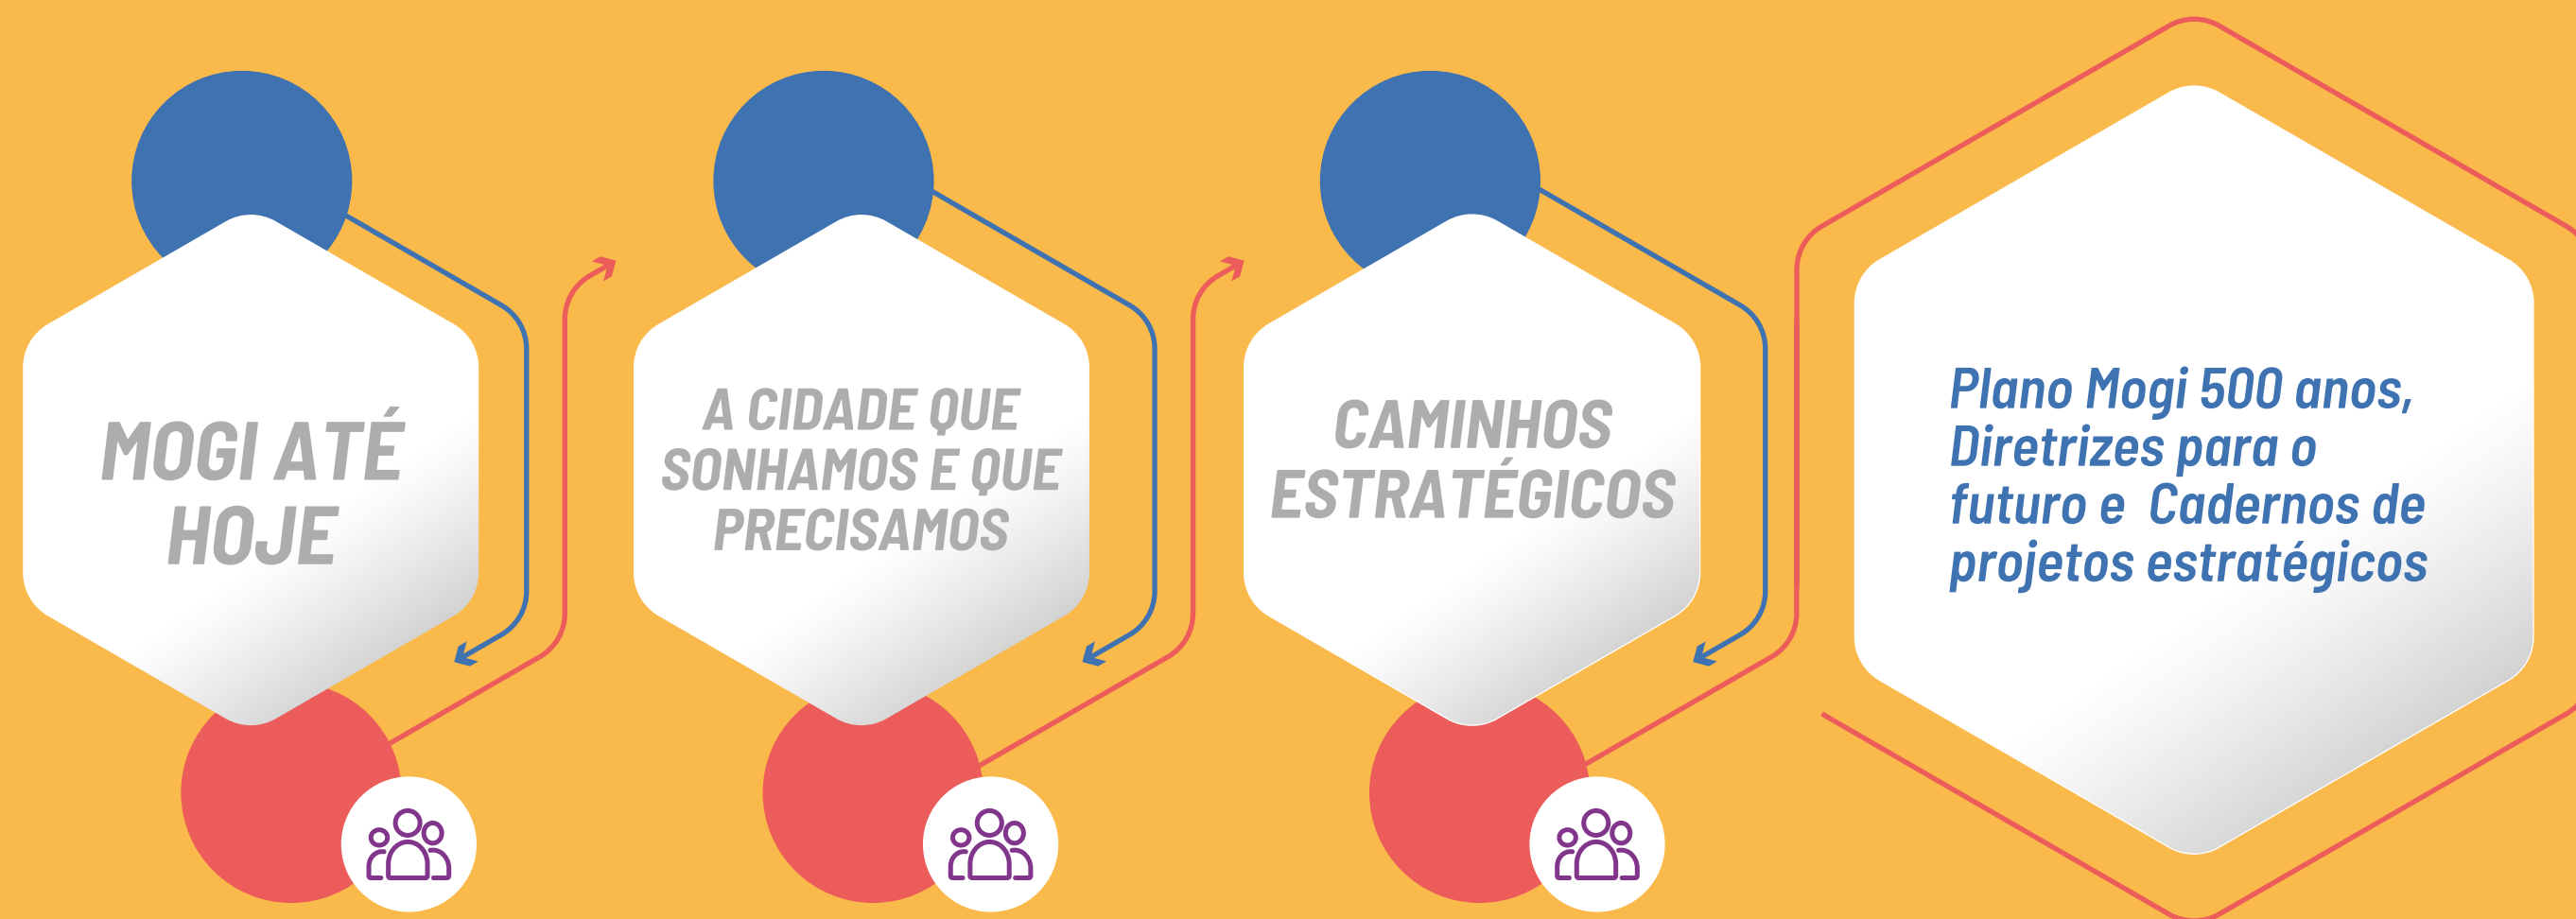 MOGI ATÉ
HOJE
A CIDADE QUE
SONHAMOS E QUE
PRECISAMOS
CAMINHOS
ESTRATÉGICOS
Plano Mogi 500 anos,
Diretrizes para o
futuro e Cadernos de
projetos estratégicos